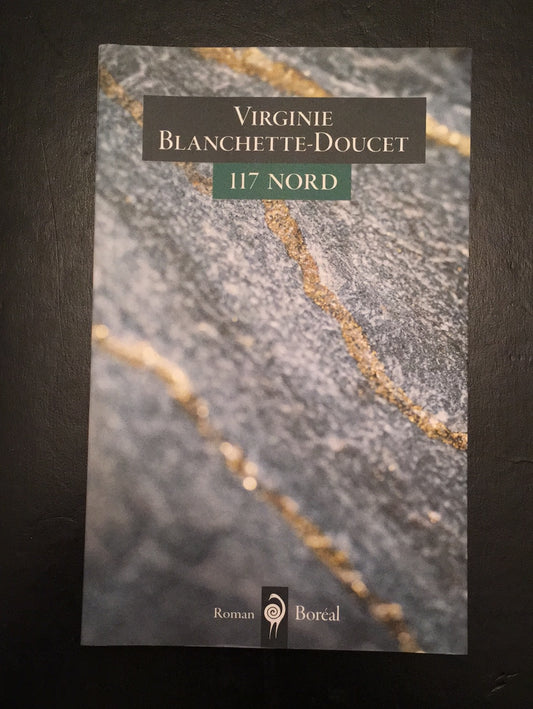 VIRGINIE
BLANCHETTE-DOUCET
117 NORD
Roman Boréal